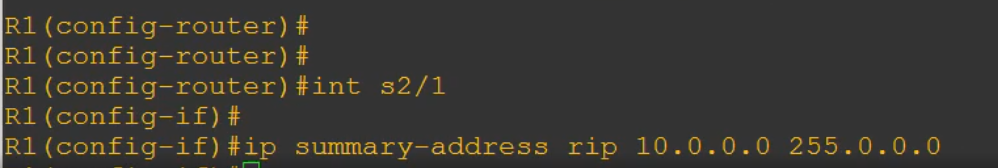 R1(config-router)#
R1(config-router)#
R1(config-router)#int s2/1
R1(config-if)#
R1(config-if)#ip summary-address rip 10.0.0.0 255.0.0.0